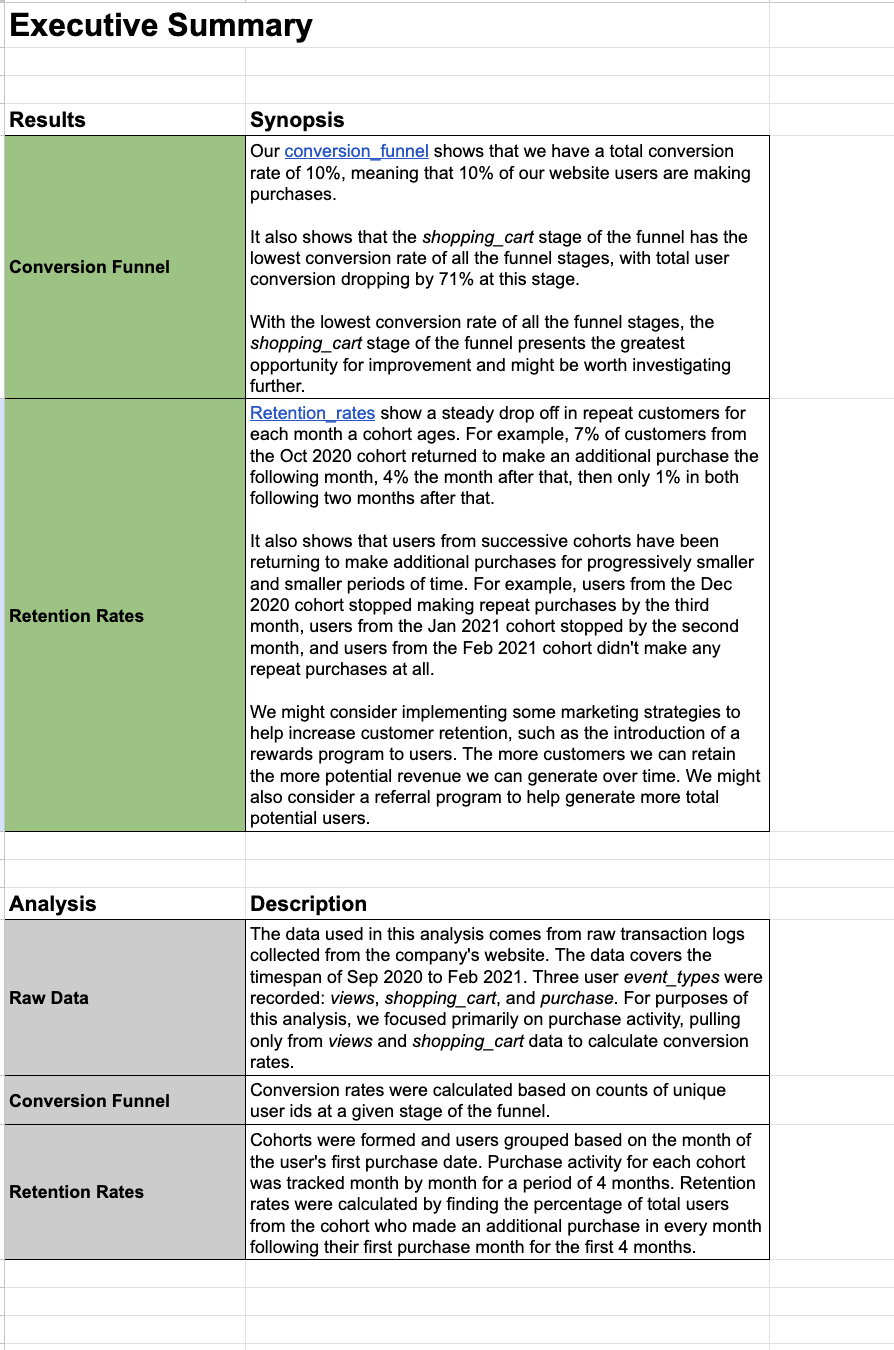 Executive Summary
Results
Synopsis
Conversion Funnel
Our conversion_funnel shows that we have a total conversion
rate of 10%, meaning that 10% of our website users are making
purchases.
It also shows that the shopping_cart stage of the funnel has the
lowest conversion rate of all the funnel stages, with total user
conversion dropping by 71% at this stage.
With the lowest conversion rate of all the funnel stages, the
shopping_cart stage of the funnel presents the greatest
opportunity for improvement and might be worth investigating
further.
Retention Rates
Retention_rates show a steady drop off in repeat customers for
each month a cohort ages. For example, 7% of customers from
the Oct 2020 cohort returned to make an additional purchase the
following month, 4% the month after that, then only 1% in both
following two months after that.
It also shows that users from successive cohorts have been
returning to make additional purchases for progressively smaller
and smaller periods of time. For example, users from the Dec
2020 cohort stopped making repeat purchases by the third
month, users from the Jan 2021 cohort stopped by the second
month, and users from the Feb 2021 cohort didn't make any
repeat purchases at all.
We might consider implementing some marketing strategies to
help increase customer retention, such as the introduction of a
rewards program to users. The more customers we can retain
the more potential revenue we can generate over time. We might
also consider a referral program to help generate more total
potential users.
Analysis
Description
Raw Data
The data used in this analysis comes from raw transaction logs
collected from the company's website. The data covers the
timespan of Sep 2020 to Feb 2021. Three user event_types were
recorded: views, shopping_cart, and purchase. For purposes of
this analysis, we focused primarily on purchase activity, pulling
only from views and shopping_cart data to calculate conversion
rates.
Conversion Funnel
Conversion rates were calculated based on counts of unique
user ids at a given stage of the funnel.
Retention Rates
Cohorts were formed and users grouped based on the month of
the user's first purchase date. Purchase activity for each cohort
was tracked month by month for a period of 4 months. Retention
rates were calculated by finding the percentage of total users
from the cohort who made an additional purchase in every month
following their first purchase month for the first 4 months.